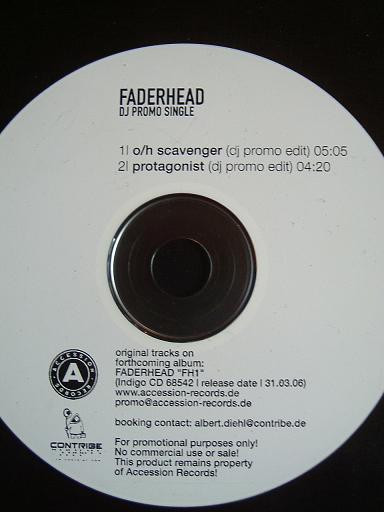 FADERHEAD
DJ PROMO SINGLE
1| o/h scavenger (dj promo edit) 05:05
2| protagonist (dj promo edit) 04:20
ACCESSION
A
RECORDS
original tracks on
forthcoming album:
FADERHEAD "FH1"
(Indigo CD 68542 | release date | 31.03.06)
www.accession-records.de
promo@accession-records.de
booking contact: albert.diehl@contribe.de
CONTRIBE
For promotional purposes only!
No commercial use or sale!
This product remains property
of Accession Records!